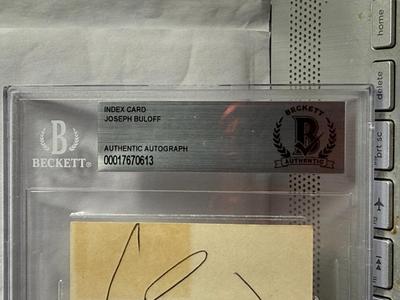 INDEX CARD
JOSEPH BULOFF
AUTHENTIC AUTOGRAPH
00017670613
B
BECKETT®
BECKETT
B
AUTHENTIC
home
delete
prt sc